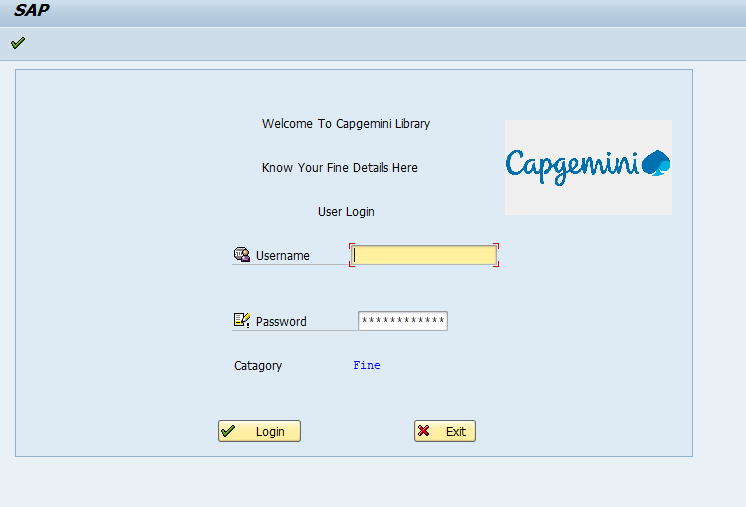 SAP
Welcome To Capgemini Library
Know Your Fine Details Here
Capgemini
User Login
Username
Password ************
Catagory Fine
Login Exit